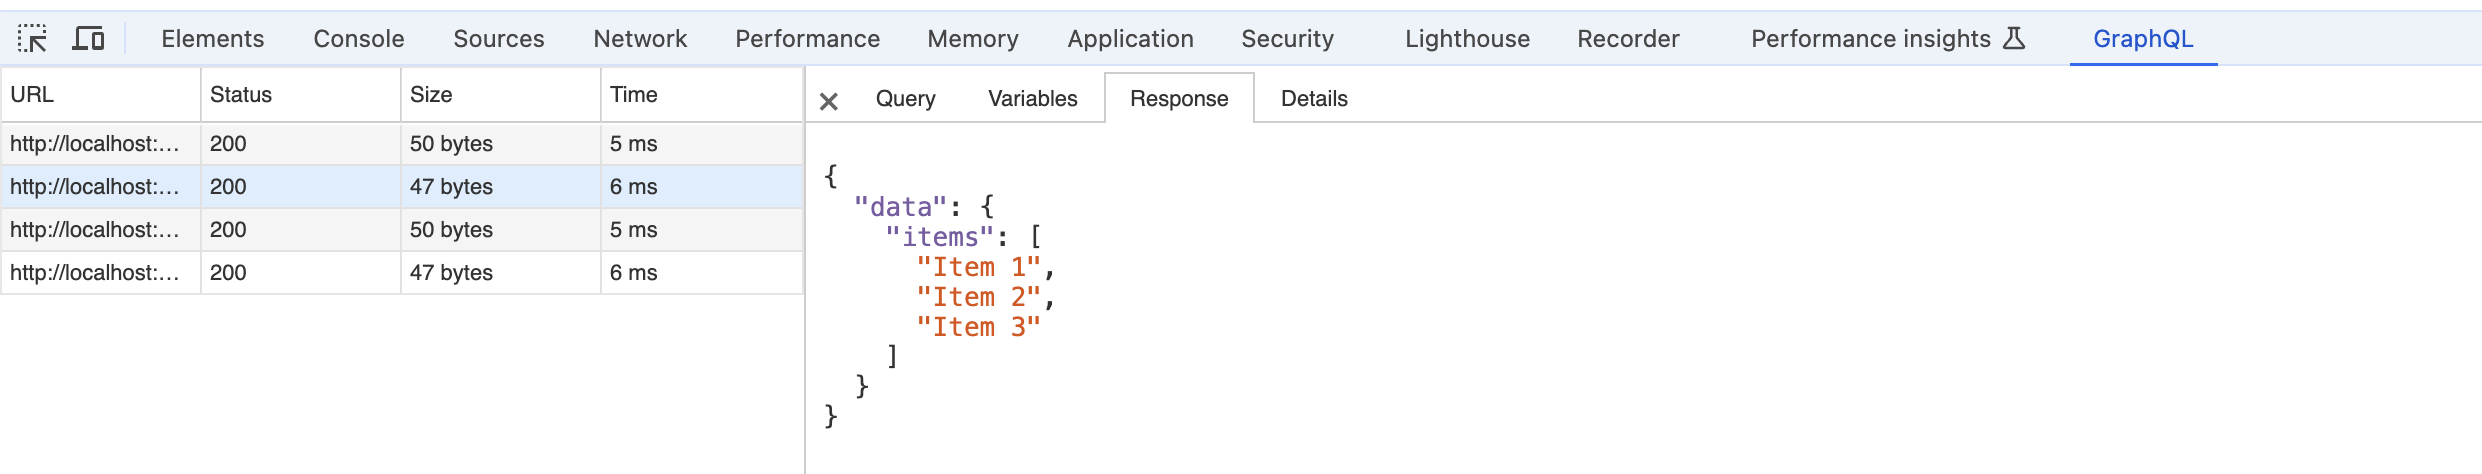 Elements Console Sources Network Performance Memory Application Security Lighthouse Recorder Performance insights GraphQL
URL Status Size Time
http://localhost:… 200 50 bytes 5 ms
http://localhost:… 200 47 bytes 6 ms
http://localhost:… 200 50 bytes 5 ms
http://localhost:… 200 47 bytes 6 ms
Query Variables Response Details
{
  "data": {
    "items": [
      "Item 1",
      "Item 2",
      "Item 3"
    ]
  }
}